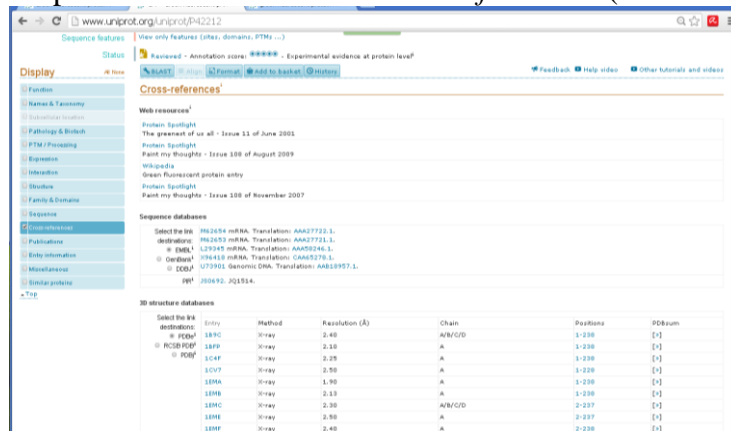 www.uniprot.org/uniprot/P42212
Sequence features
View only features (sites, domains, PTMs ...)
Status
Reviewed - Annotation score: - Experimental evidence at protein level
Display
All None
BLAST
Align
Format
Add to basket
History
Feedback
Help video
Other tutorials and videos
Function
Names & Taxonomy
Subcellular location
Pathology & Biotech
PTM / Processing
Expression
Interaction
Structure
Family & Domains
Sequence
Cross-references
Publications
Entry information
Miscellaneous
Similar proteins
Top
Cross-references
Web resources
Protein Spotlight
The greenest of us all - Issue 11 of June 2001
Protein Spotlight
Paint my thoughts - Issue 108 of August 2009
Wikipedia
Green fluorescent protein entry
Protein Spotlight
Paint my thoughts - Issue 108 of November 2007
Sequence databases
Select the link destinations:
EMBL
GenBank
DDBJ
M62654 mRNA. Translation: AAA27722.1.
M62653 mRNA. Translation: AAA27721.1.
L29345 mRNA. Translation: AAA58246.1.
X96418 mRNA. Translation: CAA65278.1.
U73901 Genomic DNA. Translation: AAB18957.1.
PIR JS0692. JQ1514.
3D structure databases
Select the link destinations:
PDBe
RCSB PDB
PDBj
Entry Method Resolution (Å) Chain Positions PDBsum
1B9C X-ray 2.40 A/B/C/D 1-238 [»]
1BFP X-ray 2.10 A 1-238 [»]
1C4F X-ray 2.25 A 1-238 [»]
1CV7 X-ray 2.50 A 1-228 [»]
1EMA X-ray 1.90 A 1-238 [»]
1EMB X-ray 2.13 A 1-238 [»]
1EMC X-ray 2.30 A/B/C/D 2-237 [»]
1EME X-ray 2.50 A 2-237 [»]
1EMF X-ray 2.40 A 2-238 [»]